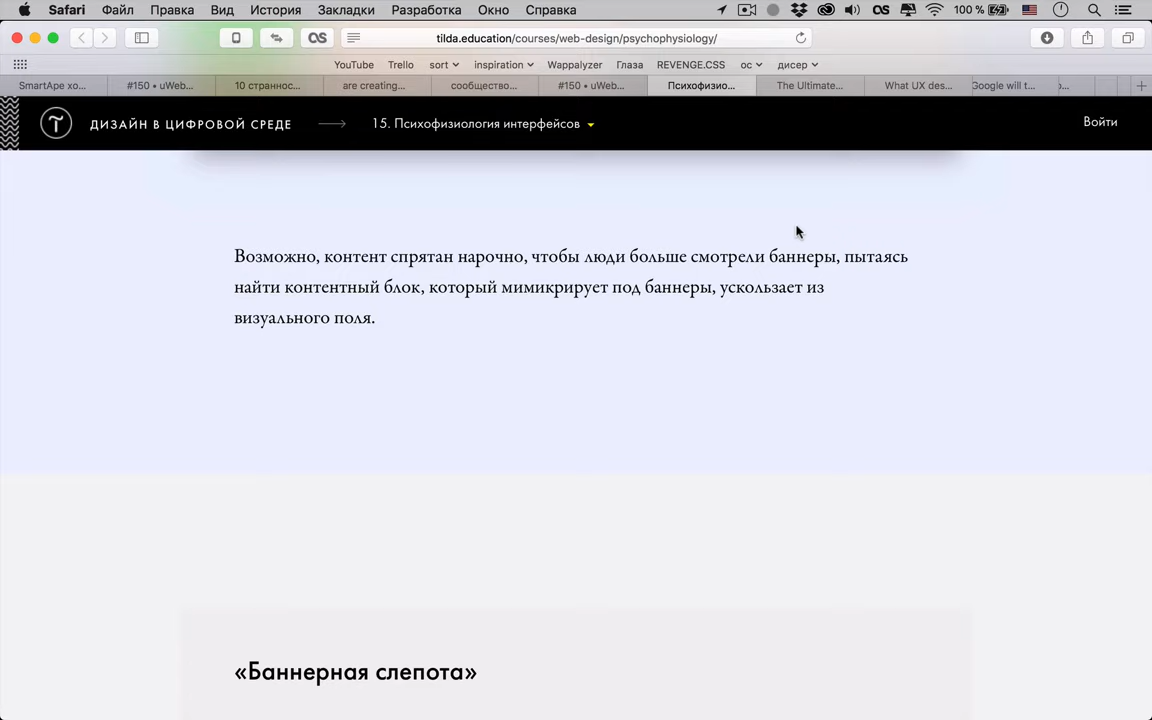 Safari Файл Правка Вид История Закладки Разработка Окно Справка 100 %
tilda.education/courses/web-design/psychophysiology/
YouTube Trello sort inspiration Wappalyzer Глаза REVENGE.CSS ос дисер
SmartApe хо... #150 • uWeb... 10 страннос... are creating... сообщество... #150 • uWeb... Психофизио... The Ultimate... What UX des... Google will t...
ДИЗАЙН В ЦИФРОВОЙ СРЕДЕ 15. Психофизиология интерфейсов Войти
Возможно, контент спрятан нарочно, чтобы люди больше смотрели баннеры, пытаясь
найти контентный блок, который мимикрирует под баннеры, ускользает из
визуального поля.
«Баннерная слепота»